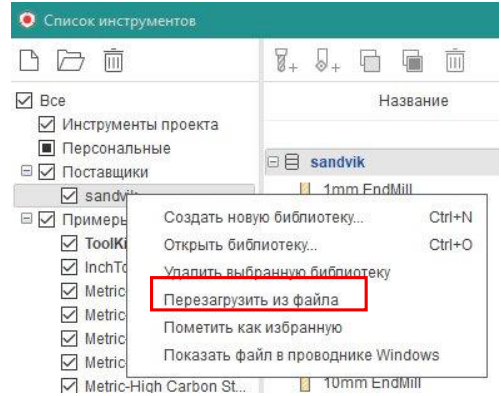 Список инструментов
Все
Название
Инструменты проекта
Персональные
Поставщики
sandvik
sandvik
1mm EndMill
Примеры
Создать новую библиотеку... Ctrl+N
ToolKi
Открыть библиотеку... Ctrl+O
InchTo
Удалить выбранную библиотеку
Metric
Перезагрузить из файла
Metric
Пометить как избранную
Metric
Показать файл в проводнике Windows
Metric-High Carbon St...
10mm EndMill